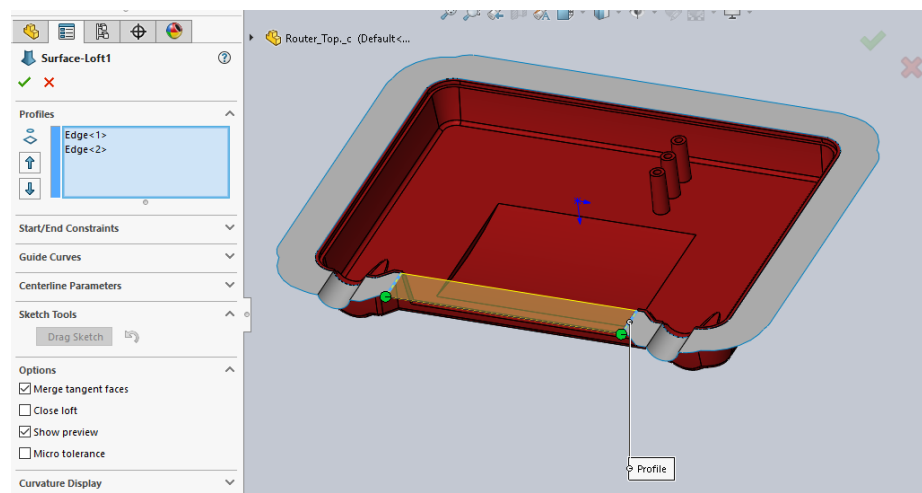 Surface-Loft1
Profiles
Edge<1>
Edge<2>
Start/End Constraints
Guide Curves
Centerline Parameters
Sketch Tools
Drag Sketch
Options
Merge tangent faces
Close loft
Show preview
Micro tolerance
Curvature Display
Router_Top._c (Default<...
Profile